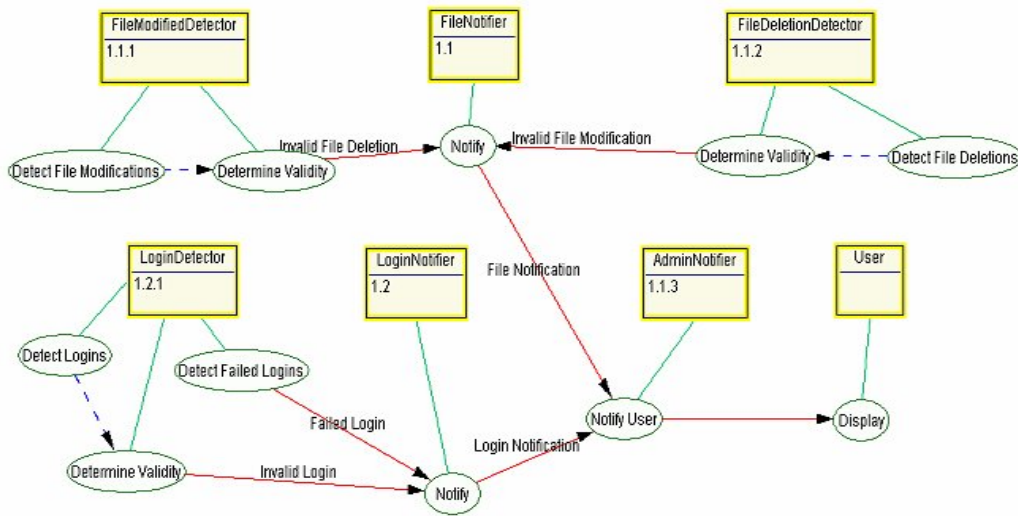 FileModifiedDetector
1.1.1
FileNotifier
1.1
FileDeletionDetector
1.1.2
Invalid File Deletion
Notify
Invalid File Modification
Detect File Modifications
Determine Validity
Determine Validity
Detect File Deletions
LoginDetector
1.2.1
LoginNotifier
1.2
File Notification
AdminNotifier
1.1.3
User
Detect Logins
Detect Failed Logins
Failed Login
Notify User
Display
Login Notification
Determine Validity
Invalid Login
Notify